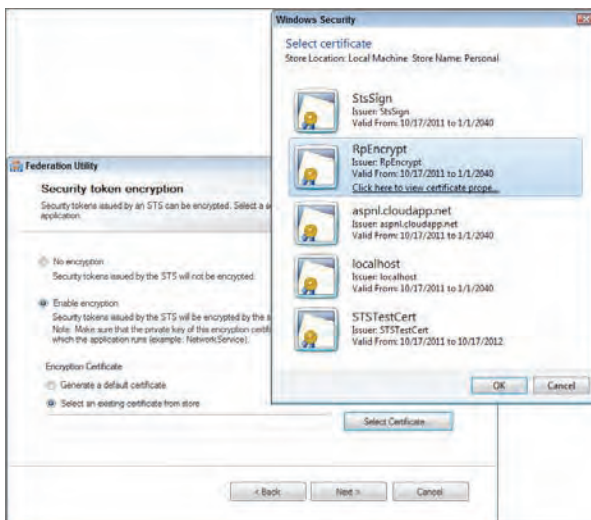 Windows Security
Select certificate
Store Location: Local Machine Store Name: Personal
StsSign
Issuer: StsSign
Valid From: 10/17/2011 to 1/1/2040
RpEncrypt
Issuer: RpEncrypt
Valid From: 10/17/2011 to 1/1/2040
Click here to view certificate prope...
aspnl.cloudapp.net
Issuer: aspnl.cloudapp.net
Valid From: 10/17/2011 to 1/1/2040
localhost
Issuer: localhost
Valid From: 10/17/2011 to 1/1/2040
STSTestCert
Issuer: STSTestCert
Valid From: 10/17/2011 to 10/17/2012
OK Cancel
Federation Utility
Security token encryption
Security tokens issued by an STS can be encrypted. Select a
application.
No encryption
Security tokens issued by the STS will not be encrypted.
Enable encryption
Security tokens issued by the STS will be encrypted by the
Note: Make sure that the private key of this encryption
which the application runs (example: NetworkService).
Encryption Certificate
Generate a default certificate
Select an existing certificate from store
Select Certificate
< Back Next > Cancel